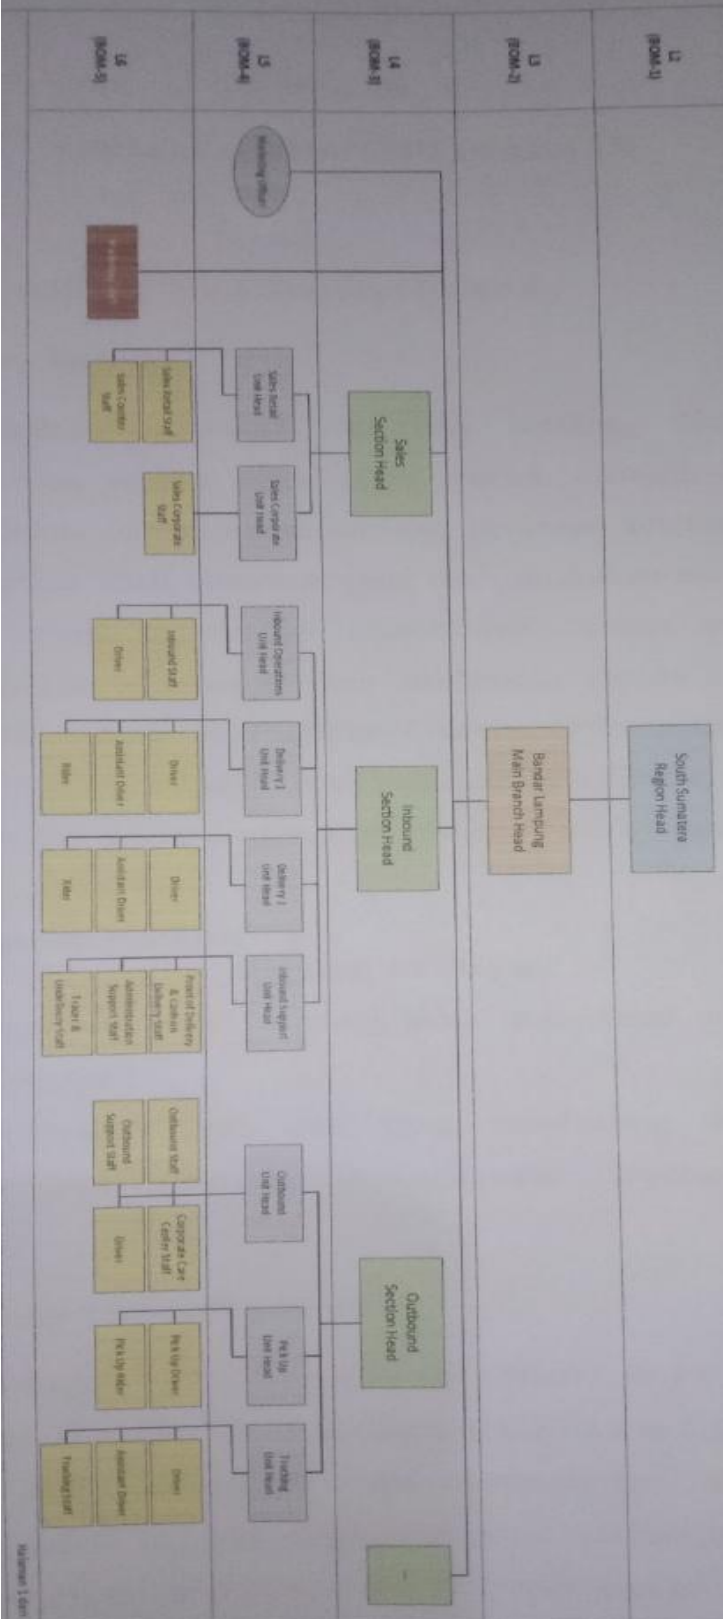 L2
(BOM-1)
South Sumatera
Region Head
L3
(BOM-2)
Bandar Lampung
Main Branch Head
L4
(BOM-3)
Sales
Section Head
Inbound
Section Head
Outbound
Section Head
L5
(BOM-4)
Marketing Officer
Sales Retail
Unit Head
Sales Corporate
Unit Head
Inbound Operations
Unit Head
Delivery 1
Unit Head
Delivery 2
Unit Head
Inbound Support
Unit Head
Outbound
Unit Head
Pick Up
Unit Head
Trucking
Unit Head
L6
(BOM-5)
Sales Retail Staff
Sales Counter
Staff
Sales Corporate
Staff
Inbound Staff
Driver
Driver
Assistant Driver
Rider
Driver
Assistant Driver
Rider
Proof of Delivery
& Cash on
Delivery Staff
Administration
Support Staff
Tracer &
Undelivery Staff
Outbound Staff
Outbound
Support Staff
Corporate Care
Center Staff
Driver
Pick Up Driver
Pick Up Rider
Driver
Assistant Driver
Trucking Staff
Halaman 1 dari